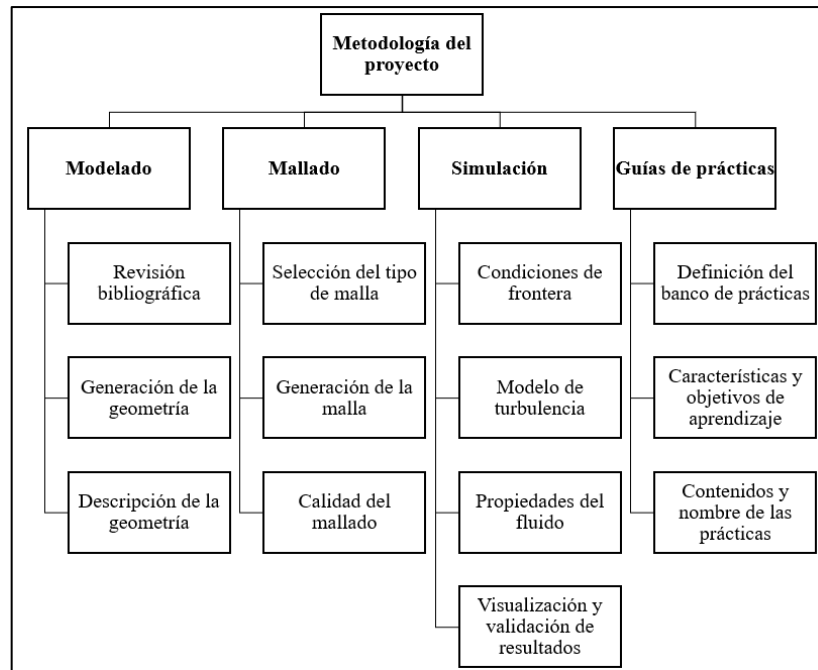 Metodología del
proyecto
Modelado
Mallado
Simulación
Guías de prácticas
Revisión
bibliográfica
Selección del tipo
de malla
Condiciones de
frontera
Definición del
banco de prácticas
Generación de la
geometría
Generación de la
malla
Modelo de
turbulencia
Características y
objetivos de
aprendizaje
Descripción de la
geometría
Calidad del
mallado
Propiedades del
fluido
Contenidos y
nombre de las
prácticas
Visualización y
validación de
resultados